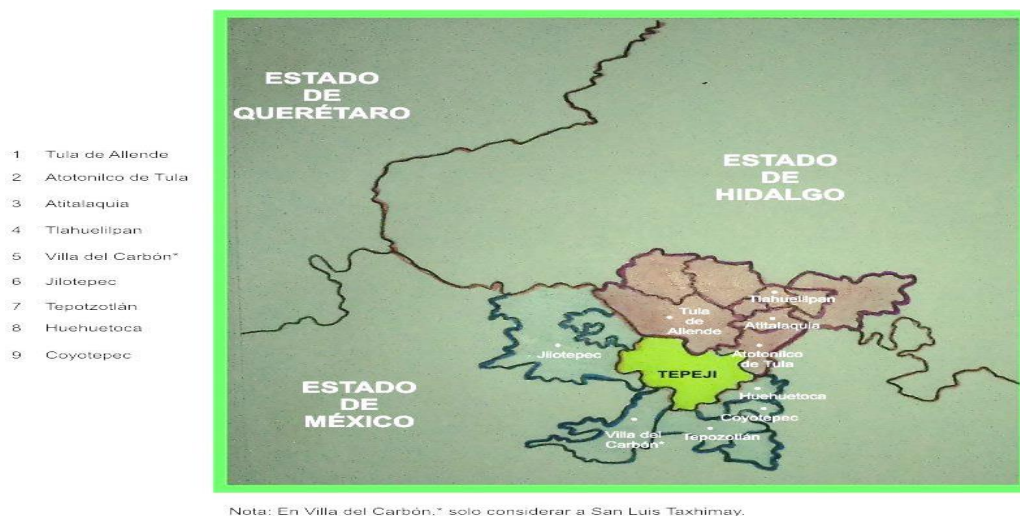 1 Tula de Allende
2 Atotonilco de Tula
3 Atitalaquia
4 Tlahuelilpan
5 Villa del Carbón*
6 Jilotepec
7 Tepotzotlán
8 Huehuetoca
9 Coyotepec
ESTADO
DE
QUERÉTARO
ESTADO
DE
HIDALGO
Tlahuelilpan
Tula
de
Allende
Atitalaquia
Jilotepec
Atotonilco
de Tula
TEPEJI
ESTADO
DE
MÉXICO
Huehuetoca
Coyotepec
Villa del
Carbón*
Tepozotlán
Nota: En Villa del Carbón,* solo considerar a San Luis Taxhimay.